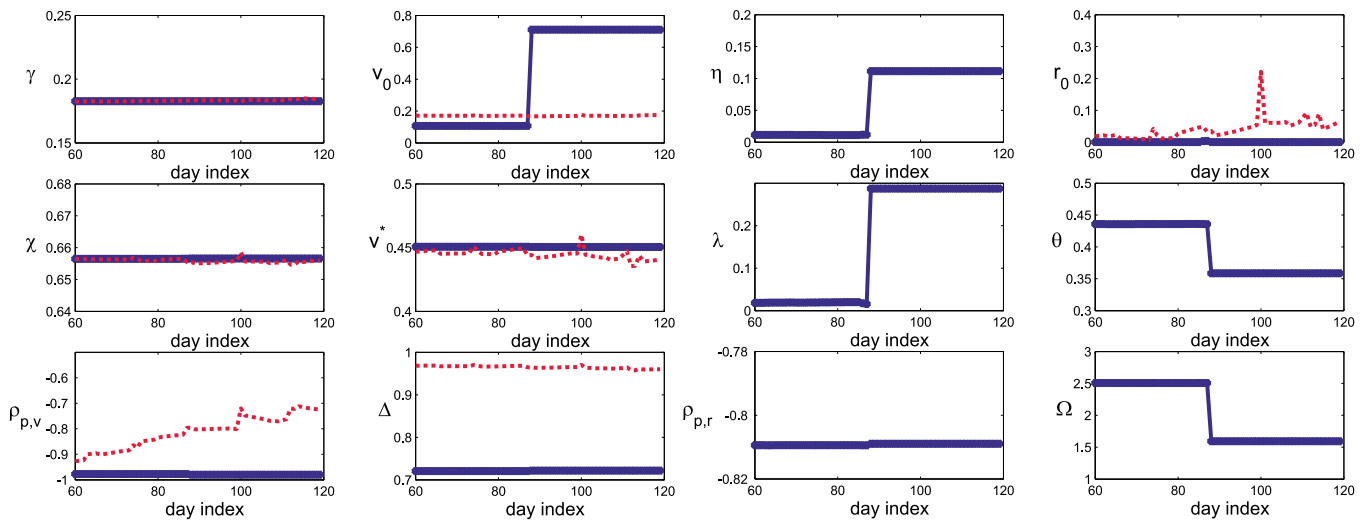 0.25
0.2
0.15
γ
60 80 100 120
day index
0.8
0.6
0.4
0.2
0
v0
60 80 100 120
day index
0.2
0.15
0.1
0.05
0
η
60 80 100 120
day index
0.4
0.3
0.2
0.1
0
r0
60 80 100 120
day index
0.68
0.67
0.66
0.65
0.64
χ
60 80 100 120
day index
0.5
0.45
0.4
v*
60 80 100 120
day index
0.2
0.1
0
λ
60 80 100 120
day index
0.5
0.45
0.4
0.35
0.3
θ
60 80 100 120
day index
-0.6
-0.7
-0.8
-0.9
-1
ρp,v
60 80 100 120
day index
1
0.9
0.8
0.7
Δ
60 80 100 120
day index
-0.78
-0.8
-0.82
ρp,r
60 80 100 120
day index
3
2.5
2
1.5
1
Ω
60 80 100 120
day index